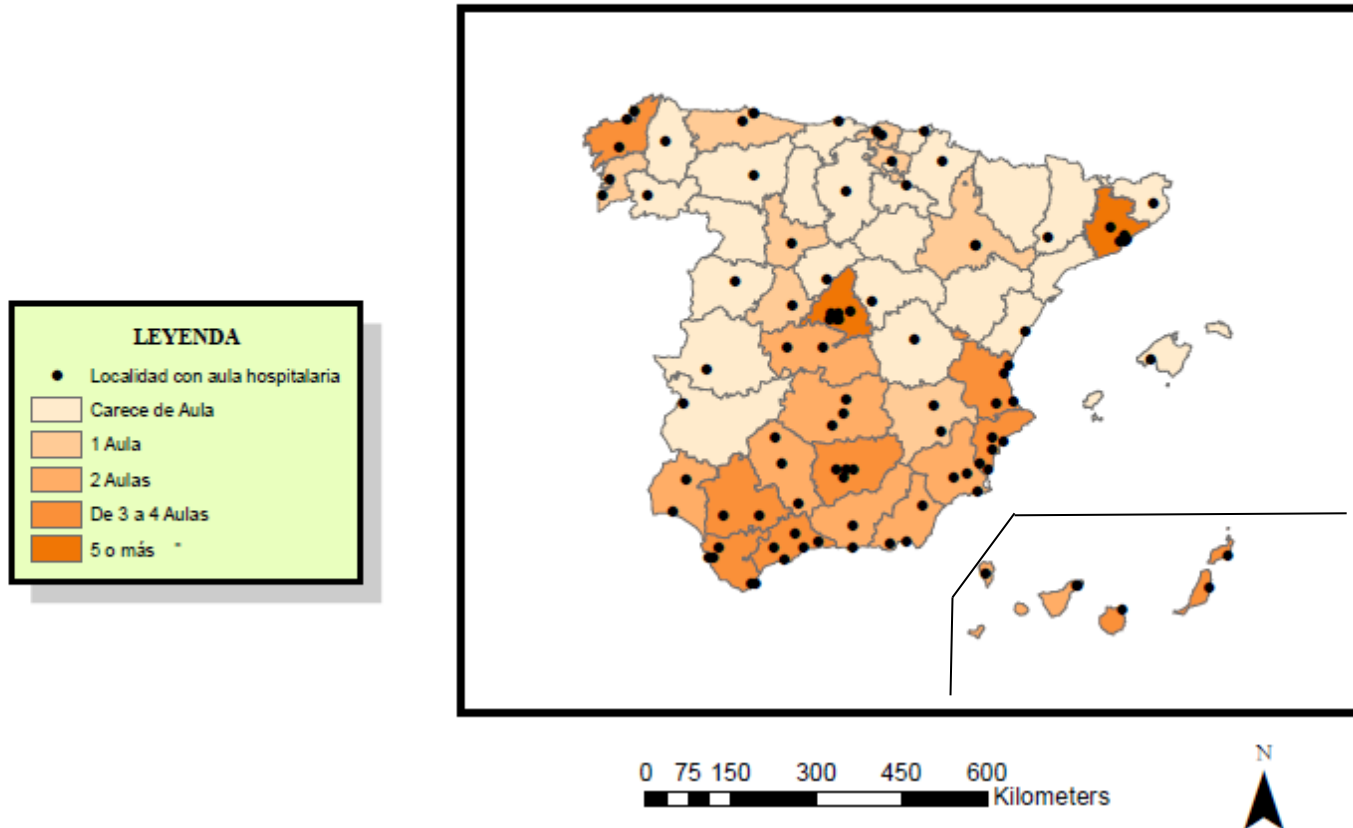 LEYENDA
Localidad con aula hospitalaria
Carece de Aula
1 Aula
2 Aulas
De 3 a 4 Aulas
5 o más "
0 75 150 300 450 600
Kilometers
N